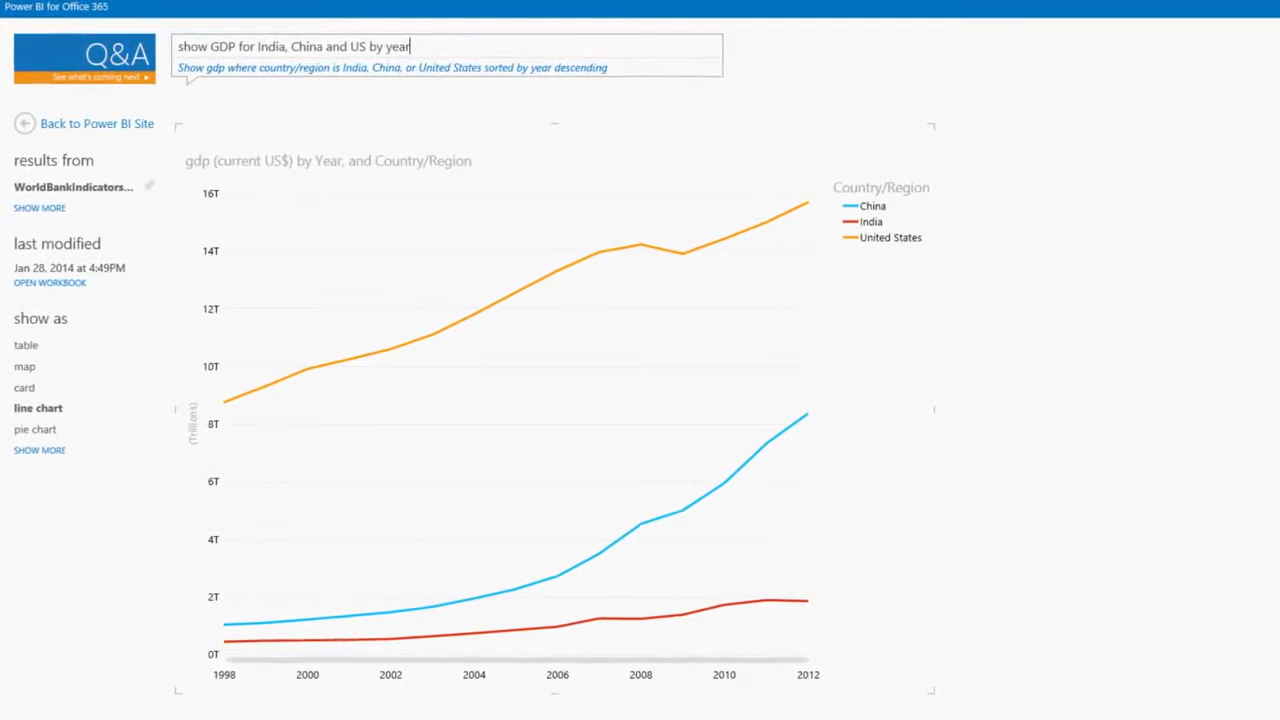 Power BI for Office 365
Q&A
See what's coming next ▸
show GDP for India, China and US by year
Show gdp where country/region is India, China, or United States sorted by year descending
Back to Power BI Site
results from
WorldBankIndicators...
SHOW MORE
last modified
Jan 28, 2014 at 4:49PM
OPEN WORKBOOK
show as
table
map
card
line chart
pie chart
SHOW MORE
gdp (current US$) by Year, and Country/Region
(Trillions)
16T
14T
12T
10T
8T
6T
4T
2T
0T
1998 2000 2002 2004 2006 2008 2010 2012
Country/Region
China
India
United States